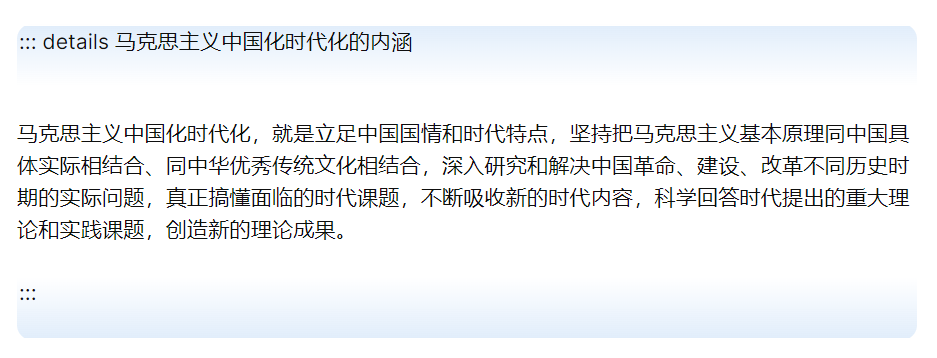 ::: details 马克思主义中国化时代化的内涵
马克思主义中国化时代化，就是立足中国国情和时代特点，坚持把马克思主义基本原理同中国具
体实际相结合、同中华优秀传统文化相结合，深入研究和解决中国革命、建设、改革不同历史时
期的实际问题，真正搞懂面临的时代课题，不断吸收新的时代内容，科学回答时代提出的重大理
论和实践课题，创造新的理论成果。
:::